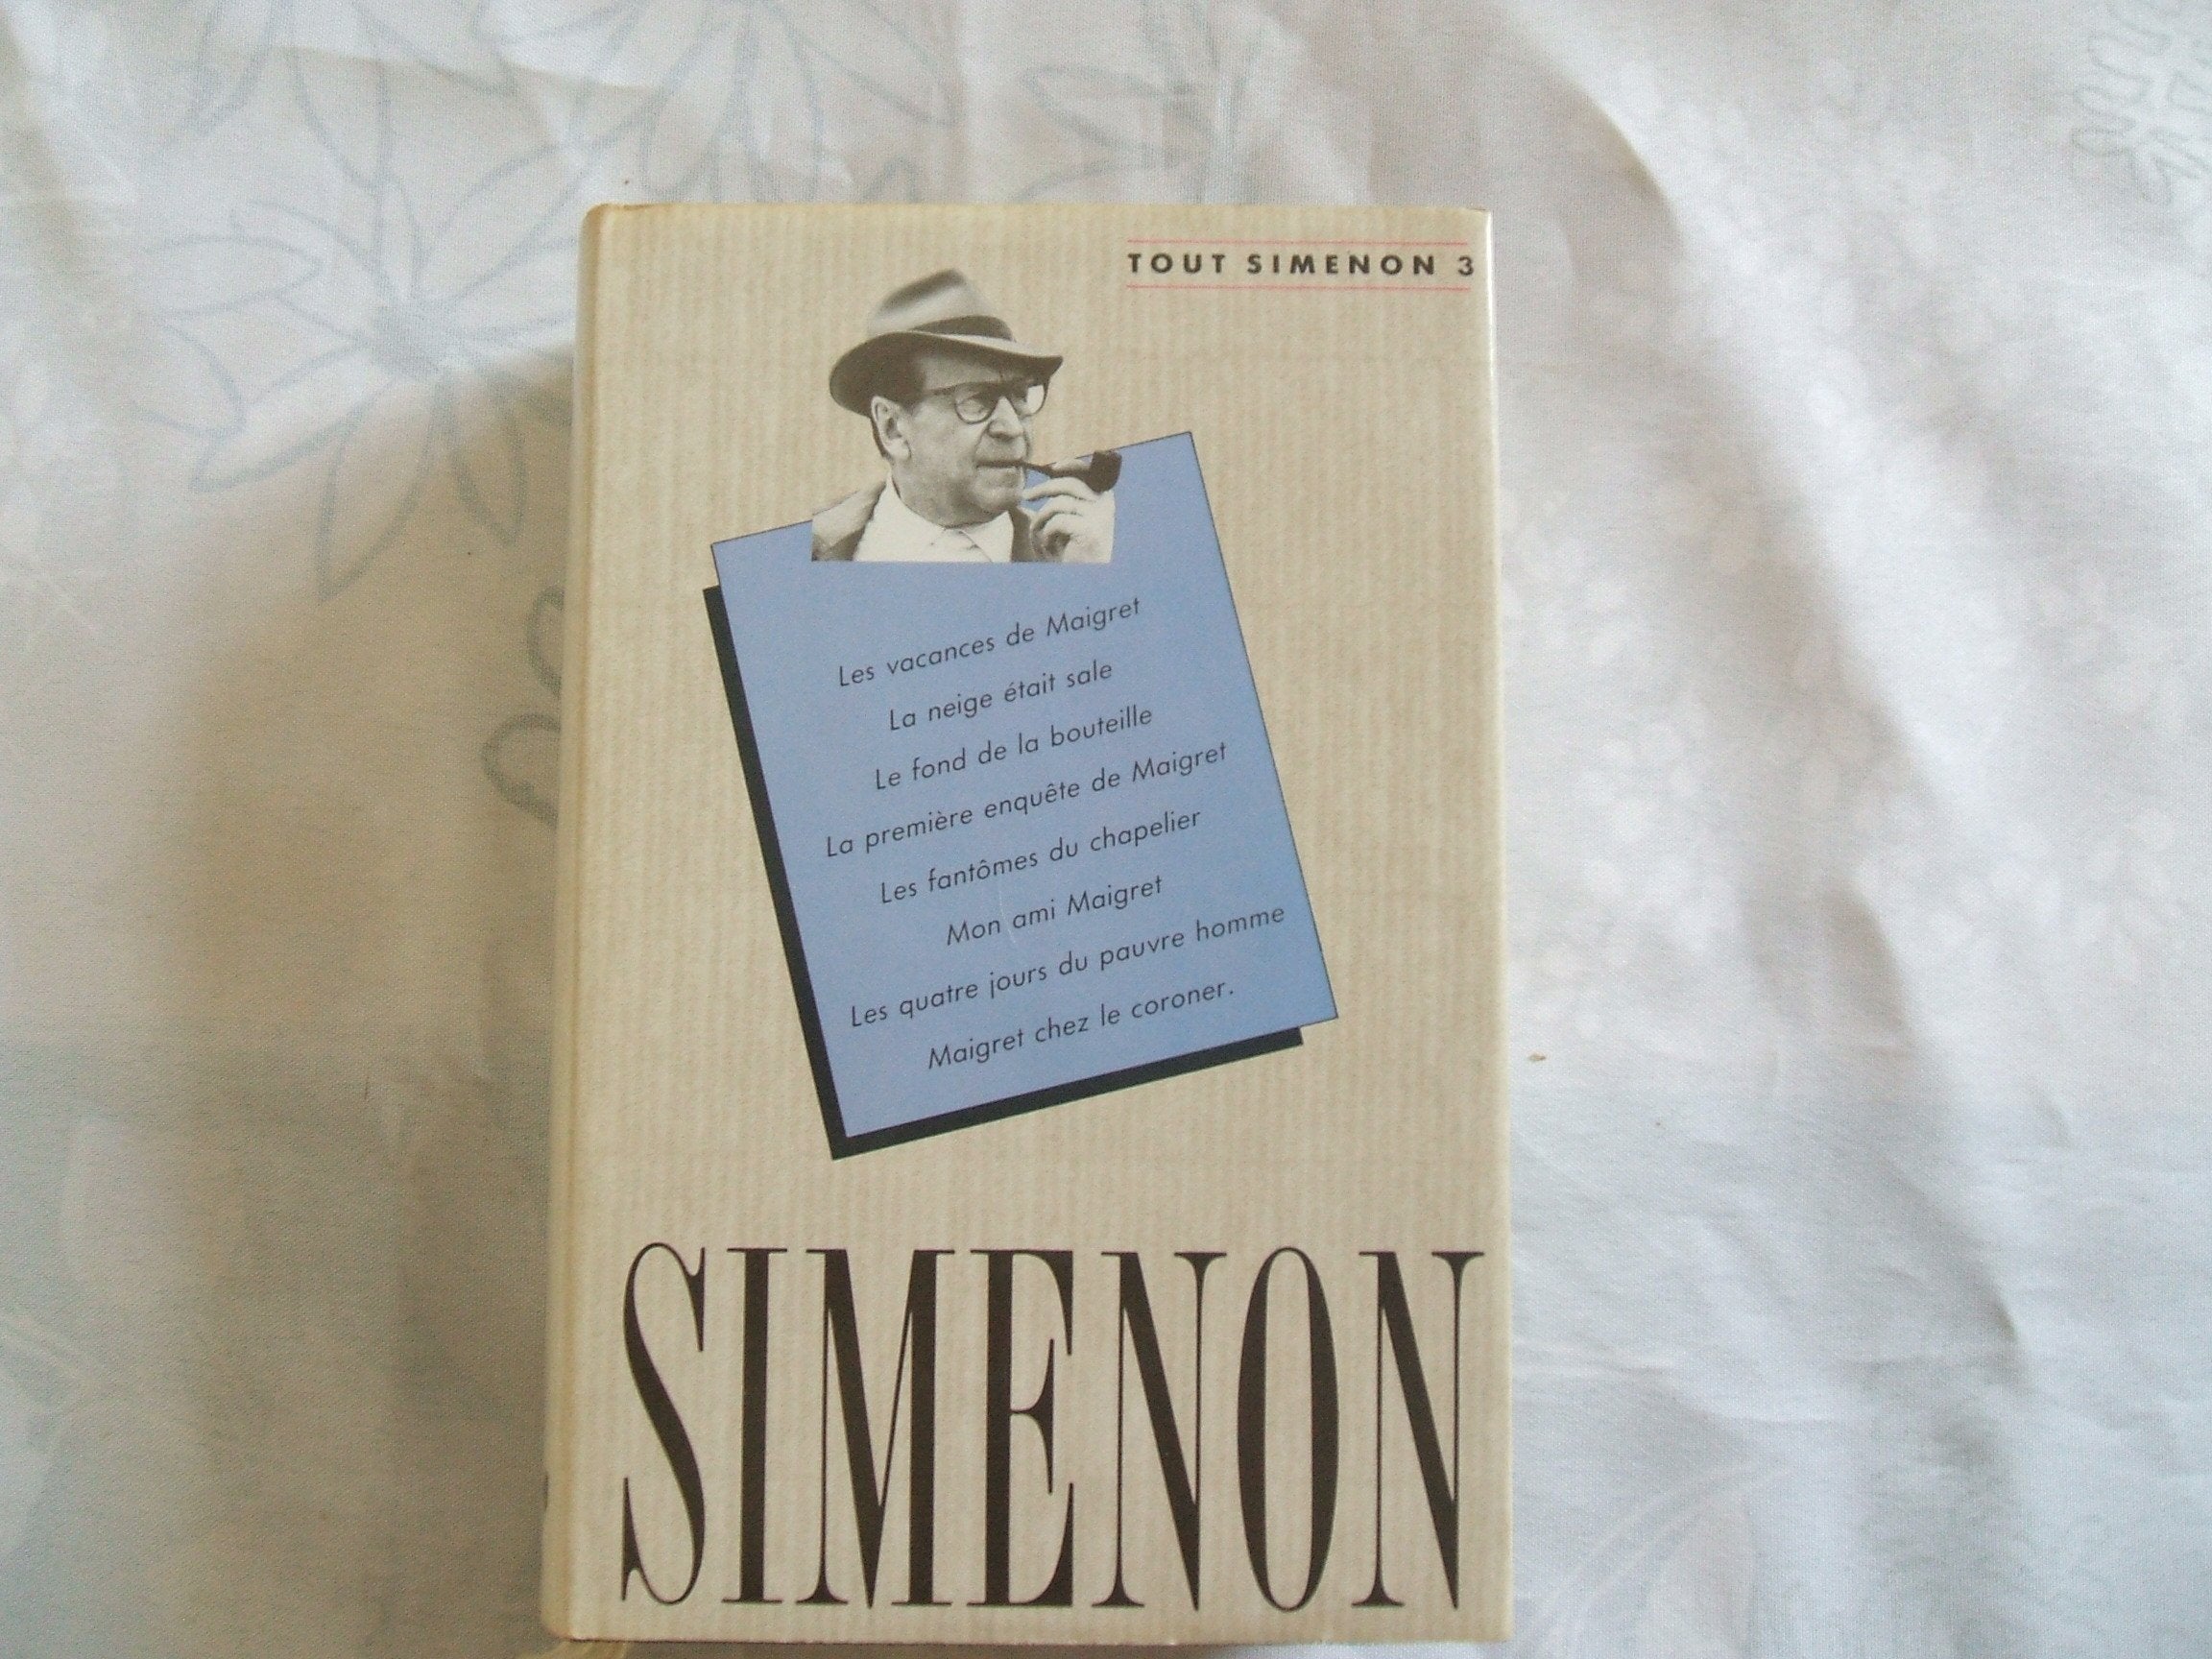 TOUT SIMENON 3
Les vacances de Maigret
La neige était sale
Le fond de la bouteille
La première enquête de Maigret
Les fantômes du chapelier
Mon ami Maigret
Les quatre jours du pauvre homme
Maigret chez le coroner.
SIMENON